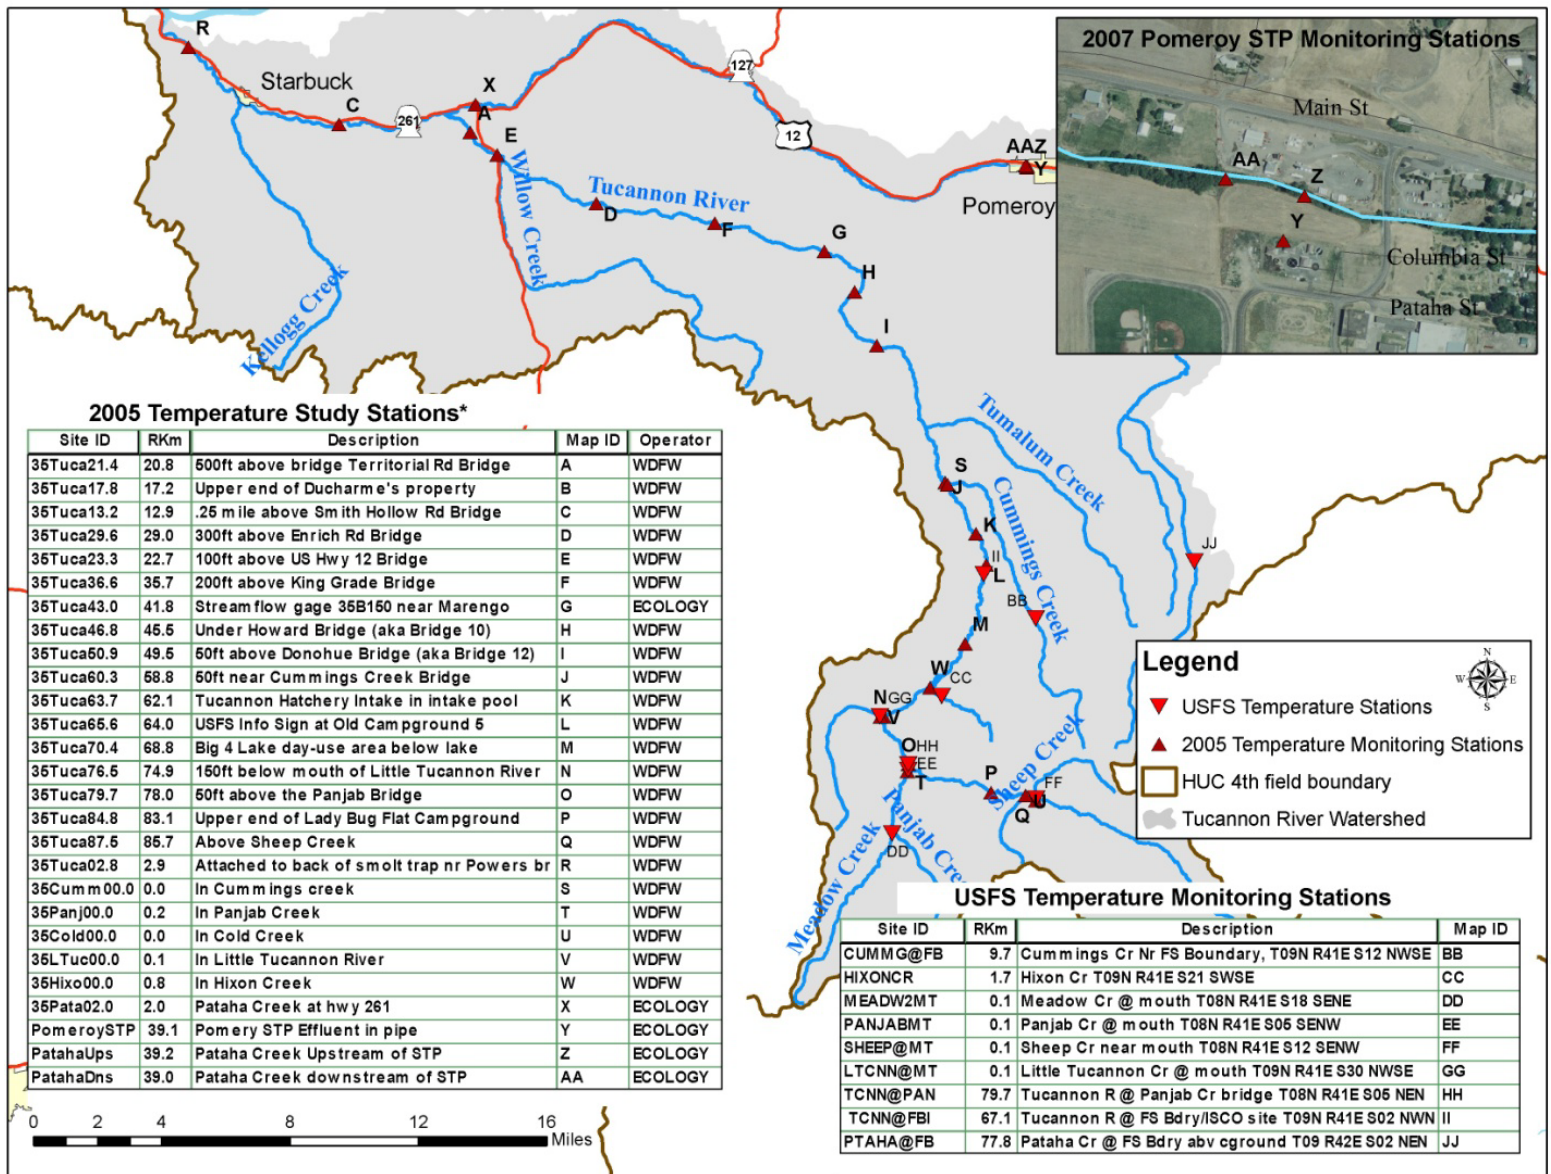 R
Starbuck
C
261
X
A
E
127
12
AAZ
Y
Pomeroy
Willow Creek
Tucannon River
D
F
G
H
I
Kellogg Creek
2007 Pomeroy STP Monitoring Stations
Main St
AA
Z
Y
Columbia St
Pataha St
Tumalum Creek
S
J
Cummings Creek
K
II
L
BB
JJ
M
W
CC
N
GG
V
O
HH
EE
T
P
Sheep Creek
FF
U
Q
Panjab Cre
DD
Meadow Creek
2005 Temperature Study Stations*
Site ID RKm Description Map ID Operator
35Tuca21.4 20.8 500ft above bridge Territorial Rd Bridge A WDFW
35Tuca17.8 17.2 Upper end of Ducharme's property B WDFW
35Tuca13.2 12.9 .25 mile above Smith Hollow Rd Bridge C WDFW
35Tuca29.6 29.0 300ft above Enrich Rd Bridge D WDFW
35Tuca23.3 22.7 100ft above US Hwy 12 Bridge E WDFW
35Tuca36.6 35.7 200ft above King Grade Bridge F WDFW
35Tuca43.0 41.8 Streamflow gage 35B150 near Marengo G ECOLOGY
35Tuca46.8 45.5 Under Howard Bridge (aka Bridge 10) H WDFW
35Tuca50.9 49.5 50ft above Donohue Bridge (aka Bridge 12) I WDFW
35Tuca60.3 58.8 50ft near Cummings Creek Bridge J WDFW
35Tuca63.7 62.1 Tucannon Hatchery Intake in intake pool K WDFW
35Tuca65.6 64.0 USFS Info Sign at Old Campground 5 L WDFW
35Tuca70.4 68.8 Big 4 Lake day-use area below lake M WDFW
35Tuca76.5 74.9 150ft below mouth of Little Tucannon River N WDFW
35Tuca79.7 78.0 50ft above the Panjab Bridge O WDFW
35Tuca84.8 83.1 Upper end of Lady Bug Flat Campground P WDFW
35Tuca87.5 85.7 Above Sheep Creek Q WDFW
35Tuca02.8 2.9 Attached to back of smolt trap nr Powers br R WDFW
35Cumm00.0 0.0 In Cummings creek S WDFW
35Panj00.0 0.2 In Panjab Creek T WDFW
35Cold00.0 0.0 In Cold Creek U WDFW
35LTuc00.0 0.1 In Little Tucannon River V WDFW
35Hixo00.0 0.8 In Hixon Creek W WDFW
35Pata02.0 2.0 Pataha Creek at hwy 261 X ECOLOGY
PomeroySTP 39.1 Pomery STP Effluent in pipe Y ECOLOGY
PatahaUps 39.2 Pataha Creek Upstream of STP Z ECOLOGY
PatahaDns 39.0 Pataha Creek downstream of STP AA ECOLOGY
0 2 4 8 12 16
Miles
Legend
N
W E
S
USFS Temperature Stations
2005 Temperature Monitoring Stations
HUC 4th field boundary
Tucannon River Watershed
USFS Temperature Monitoring Stations
Site ID RKm Description Map ID
CUMMG@FB 9.7 Cummings Cr Nr FS Boundary, T09N R41E S12 NWSE BB
HIXONCR 1.7 Hixon Cr T09N R41E S21 SWSE CC
MEADW2MT 0.1 Meadow Cr @ mouth T08N R41E S18 SENE DD
PANJABMT 0.1 Panjab Cr @ mouth T08N R41E S05 SENW EE
SHEEP@MT 0.1 Sheep Cr near mouth T08N R41E S12 SENW FF
LTCNN@MT 0.1 Little Tucannon Cr @ mouth T09N R41E S30 NWSE GG
TCNN@PAN 79.7 Tucannon R @ Panjab Cr bridge T08N R41E S05 NEN HH
TCNN@FBI 67.1 Tucannon R @ FS Bdry/ISCO site T09N R41E S02 NWN II
PTAHA@FB 77.8 Pataha Cr @ FS Bdry abv cground T09 R42E S02 NEN JJ